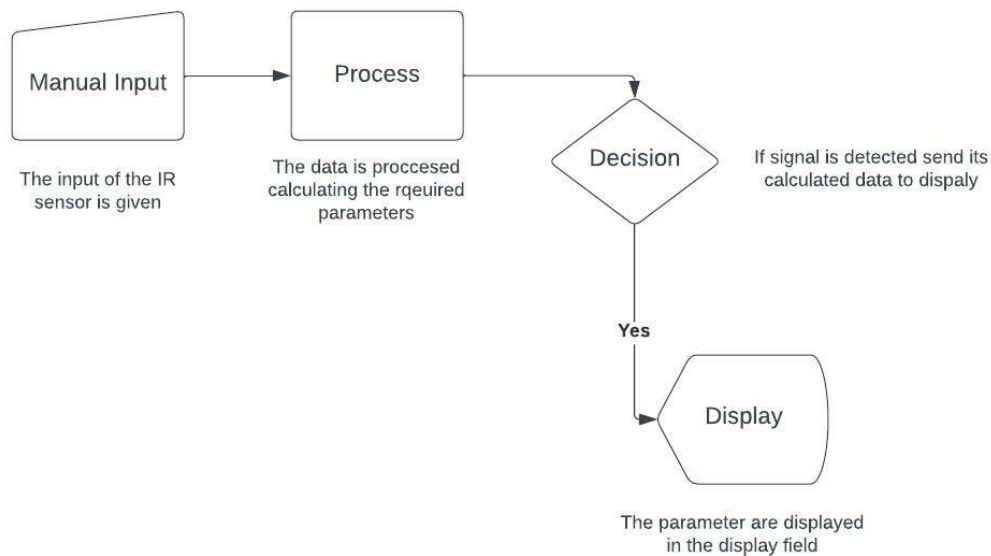 Manual Input
The input of the IR
sensor is given
Process
The data is proccesed
calculating the rqeuired
parameters
Decision
If signal is detected send its
calculated data to dispaly
Yes
Display
The parameter are displayed
in the display field